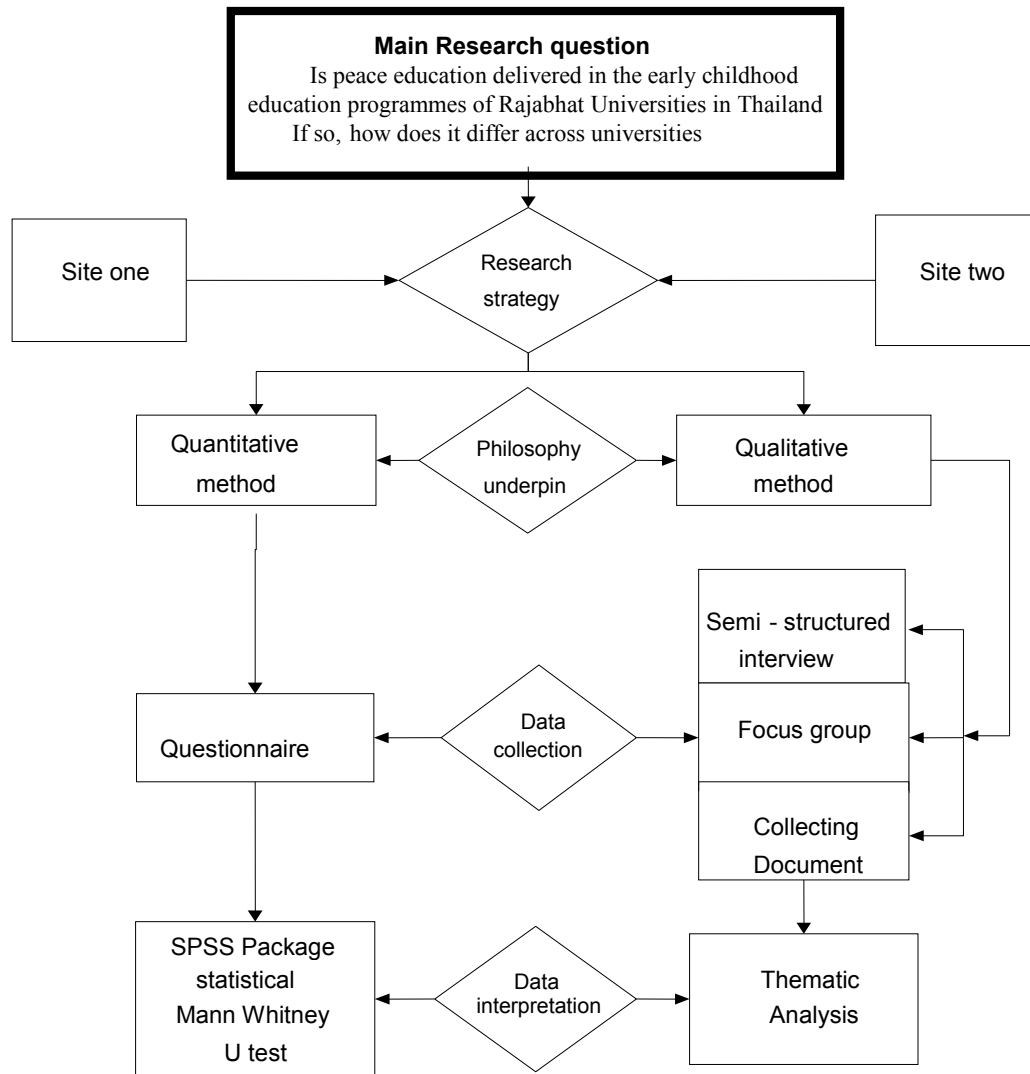 Main Research question
Is peace education delivered in the early childhood
education programmes of Rajabhat Universities in Thailand
If so, how does it differ across universities
Site one
Research
strategy
Site two
Quantitative
method
Philosophy
underpin
Qualitative
method
Semi - structured
interview
Questionnaire
Data
collection
Focus group
Collecting
Document
SPSS Package
statistical
Mann Whitney
U test
Data
interpretation
Thematic
Analysis